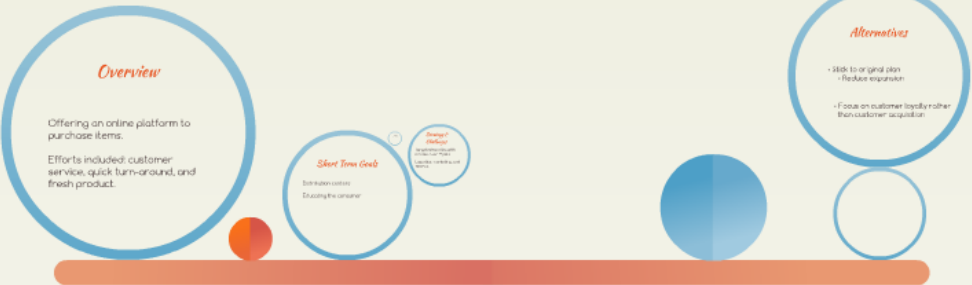 Overview
Offering an online platform to
purchase items.
Efforts included: customer
service, quick turn-around, and
fresh product.
Short Term Goals
Distribution centers
Educating the consumer
Alternatives
- Stick to original plan
- Reduce expansion
- Focus on customer loyalty rather
than customer acquisition